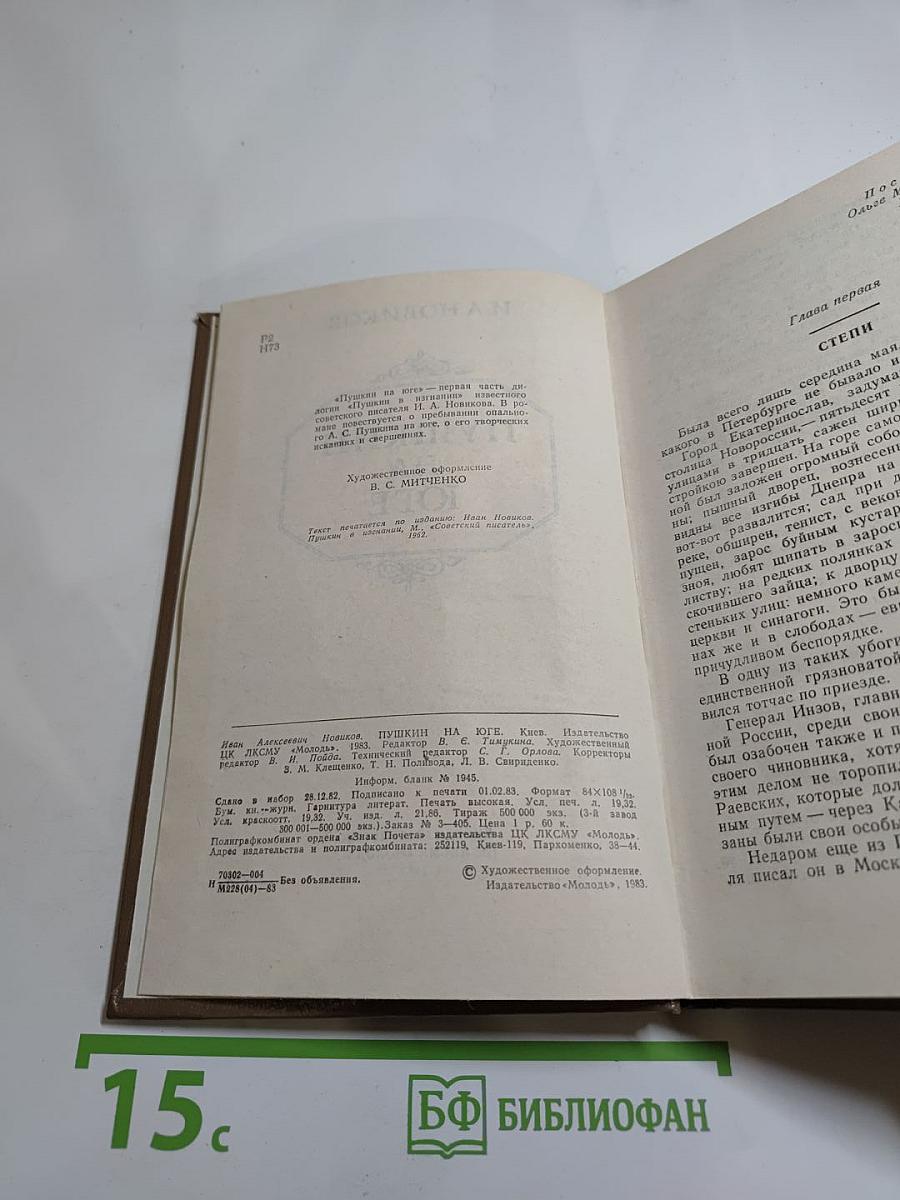 Р2
Н73
«Пушкин на юге» — первая часть ди-
логии «Пушкин в изгнании» известного
советского писателя И. А. Новикова. В ро-
мане повествуется о пребывании опально-
го А. С. Пушкина на юге, о его творческих
исканиях и свершениях.
Художественное оформление
В. С. МИТЧЕНКО
Текст печатается по изданию: Иван Новиков.
Пушкин в изгнании, М., «Советский писатель»,
1962.
Иван Алексеевич Новиков. ПУШКИН НА ЮГЕ. Киев. Издательство
ЦК ЛКСМУ «Молодь». 1983. Редактор В. Є. Тимукина. Художественный
редактор В. И. Пойда. Технический редактор С. Г. Орлова. Корректоры
З. М. Клещенко, Т. Н. Поливода, Л. В. Свириденко.
Информ. бланк № 1945.
Сдано в набор 28.12.82. Подписано к печати 01.02.83. Формат 84×108 1/32.
Бум. кн.-журн. Гарнитура литерат. Печать высокая. Усл. печ. л. 19,32.
Усл. краскоотт. 19,32. Уч. изд. л. 21,86. Тираж 500 000 экз. (3-й завод
300 001—500 000 экз.). Заказ № 3—405. Цена 1 р. 60 к.
Полиграфкомбинат ордена «Знак Почета» издательства ЦК ЛКСМУ «Молодь».
Адрес издательства и полиграфкомбината: 252119, Киев-119, Пархоменко, 38—44.
Н 70302—004
М228(04)—83 Без объявления.
© Художественное оформление.
Издательство «Молодь», 1983.
Пос
Ольге М
Глава первая
СТЕПИ
Была всего лишь середина мая,
какого в Петербурге не бывало и
Город Екатеринослав, задума
столица Новороссии,— пятьдесят
улицами в тридцать сажен шир
стройкою завершен. На горе само
ной был заложен огромный собо
ны; пышный дворец, вознесен
видны все изгибы Днепра на
вот-вот развалится; сад при д
реке, обширен, тенист, с веков
пущен, зарос буйным кустар
зноя, любят щипать в зарос
листву; на редких полянках
скочившего зайца; к дворцу
стеньких улиц: немного каме
церкви и синагоги. Это бы
нах же и в слободах — евр
причудливом беспорядке.
В одну из таких убоги
единственной грязноватой
вился тотчас по приезде.
Генерал Инзов, главн
ной России, среди свои
был озабочен также и п
своего чиновника, хотя
этим делом не торопил
Раевских, которые дол
ным путем — через К
заны были свои особы
Недаром еще из
ля писал он в Моск
15 с
БФ БИБЛИОФАН